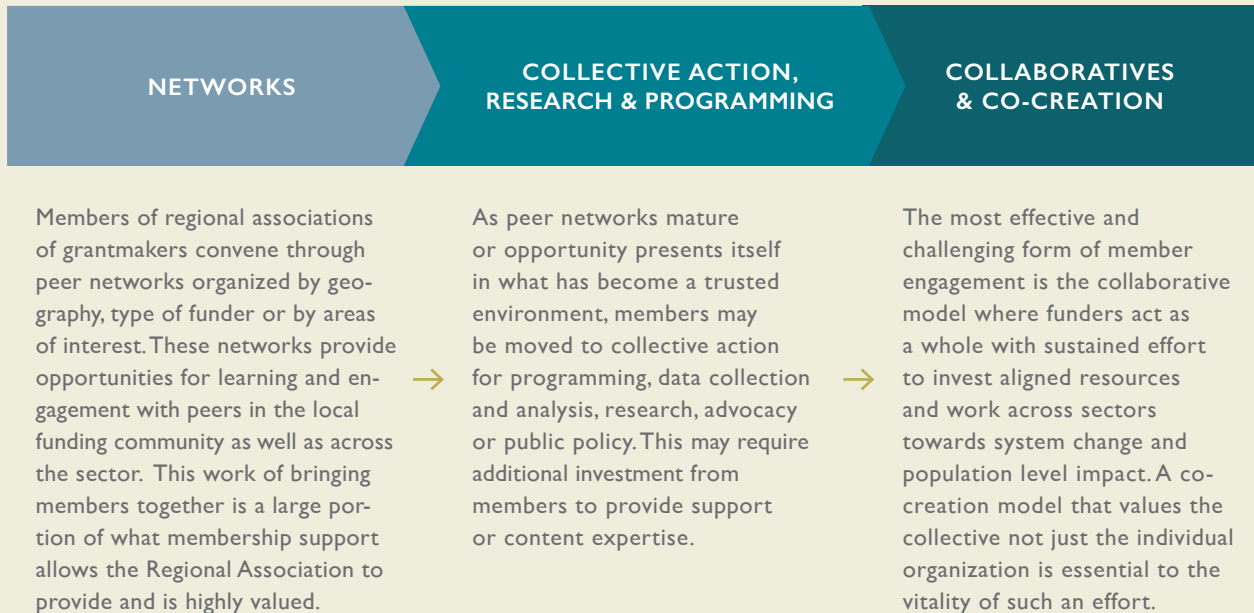 NETWORKS
COLLECTIVE ACTION,
RESEARCH & PROGRAMMING
COLLABORATIVES
& CO-CREATION
Members of regional associations
of grantmakers convene through
peer networks organized by geo-
graphy, type of funder or by areas
of interest. These networks provide
opportunities for learning and en-
gagement with peers in the local
funding community as well as across
the sector. This work of bringing
members together is a large por-
tion of what membership support
allows the Regional Association to
provide and is highly valued.
→
As peer networks mature
or opportunity presents itself
in what has become a trusted
environment, members may
be moved to collective action
for programming, data collection
and analysis, research, advocacy
or public policy. This may require
additional investment from
members to provide support
or content expertise.
→
The most effective and
challenging form of member
engagement is the collaborative
model where funders act as
a whole with sustained effort
to invest aligned resources
and work across sectors
towards system change and
population level impact. A co-
creation model that values the
collective not just the individual
organization is essential to the
vitality of such an effort.